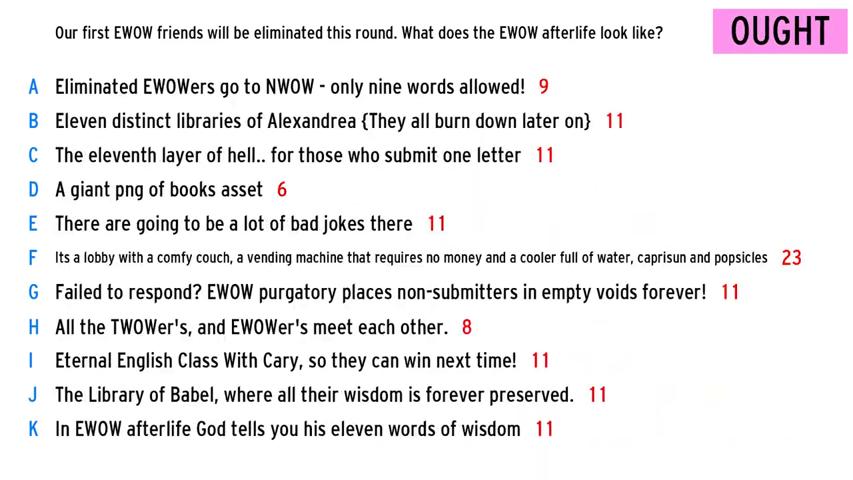 Our first EWOW friends will be eliminated this round. What does the EWOW afterlife look like?
OUGHT
A Eliminated EWOWers go to NWOW - only nine words allowed! 9
B Eleven distinct libraries of Alexandrea {They all burn down later on} 11
C The eleventh layer of hell.. for those who submit one letter 11
D A giant png of books asset 6
E There are going to be a lot of bad jokes there 11
F Its a lobby with a comfy couch, a vending machine that requires no money and a cooler full of water, caprisun and popsicles 23
G Failed to respond? EWOW purgatory places non-submitters in empty voids forever! 11
H All the TWOWer's, and EWOWer's meet each other. 8
I Eternal English Class With Cary, so they can win next time! 11
J The Library of Babel, where all their wisdom is forever preserved. 11
K In EWOW afterlife God tells you his eleven words of wisdom 11